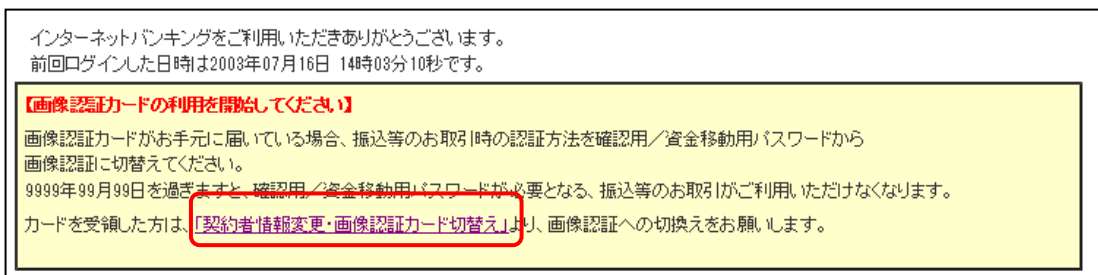 インターネットバンキングをご利用いただきありがとうございます。
前回ログインした日時は2003年07月16日 14時03分10秒です。
【画像認証カードの利用を開始してください】
画像認証カードがお手元に届いている場合、振込等のお取引時の認証方法を確認用／資金移動用パスワードから
画像認証に切替えてください。
9999年99月99日を過ぎますと、確認用／資金移動用パスワードが必要となる、振込等のお取引がご利用いただけなくなります。
カードを受領した方は、「契約者情報変更・画像認証カード切替え」より、画像認証への切換えをお願いします。